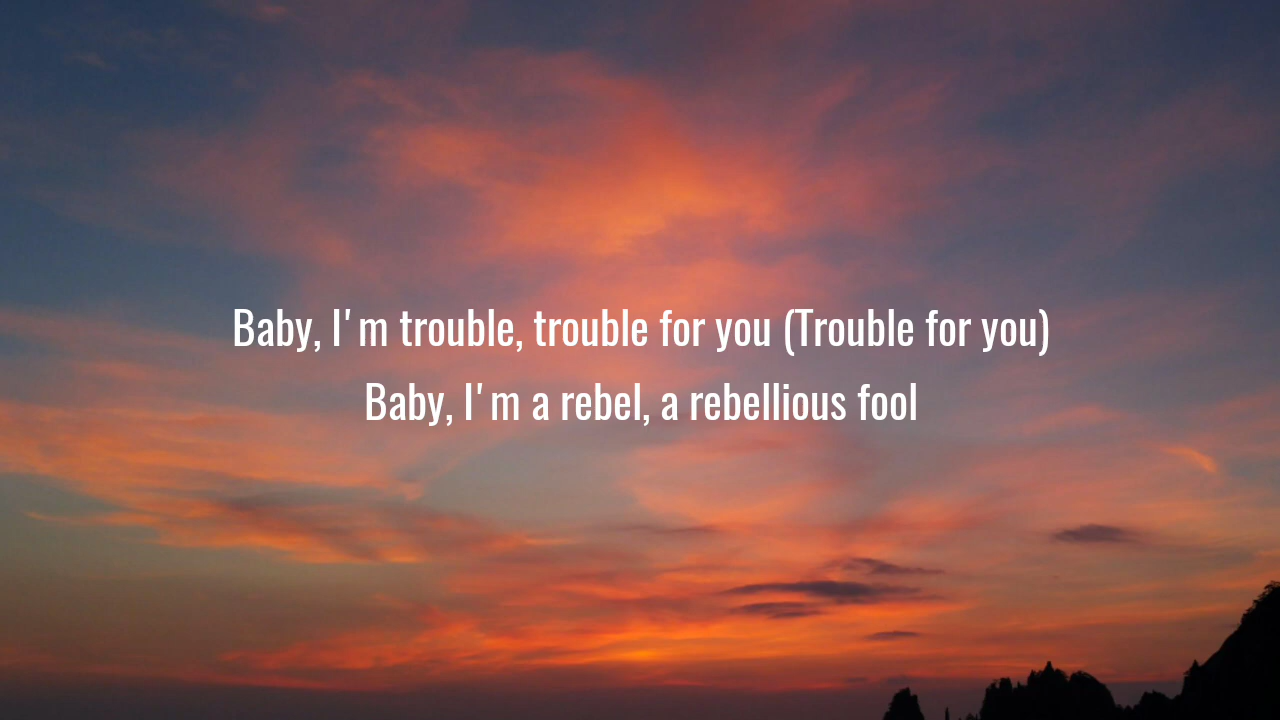 Baby, I'm trouble, trouble for you (Trouble for you)
Baby, I'm a rebel, a rebellious fool